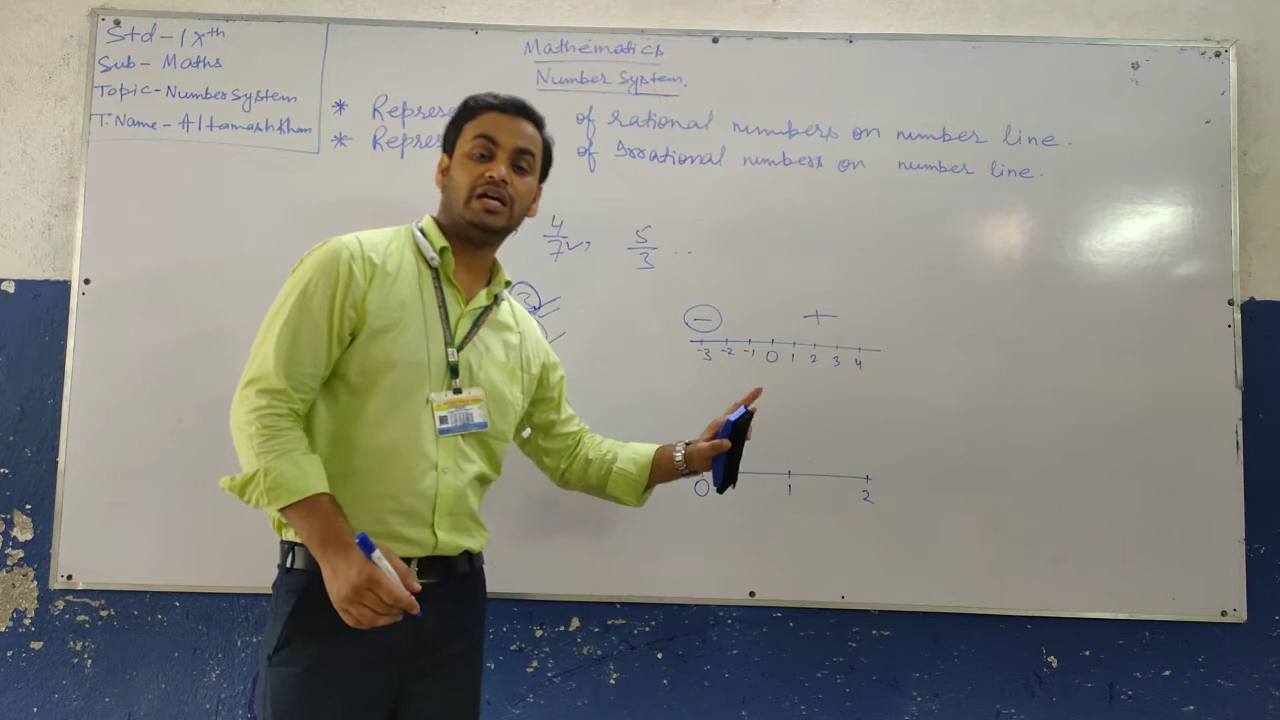 Std - IXth
Sub - Maths
Topic - Number System
T. Name - Altamash Khan
Mathematics
Number System.
* Represe of rational numbers on number line.
* Repres of Irrational numbers on number line.
4/7, 5/3 ..
3
− +
-3 -2 -1 0 1 2 3 4
0 1 2